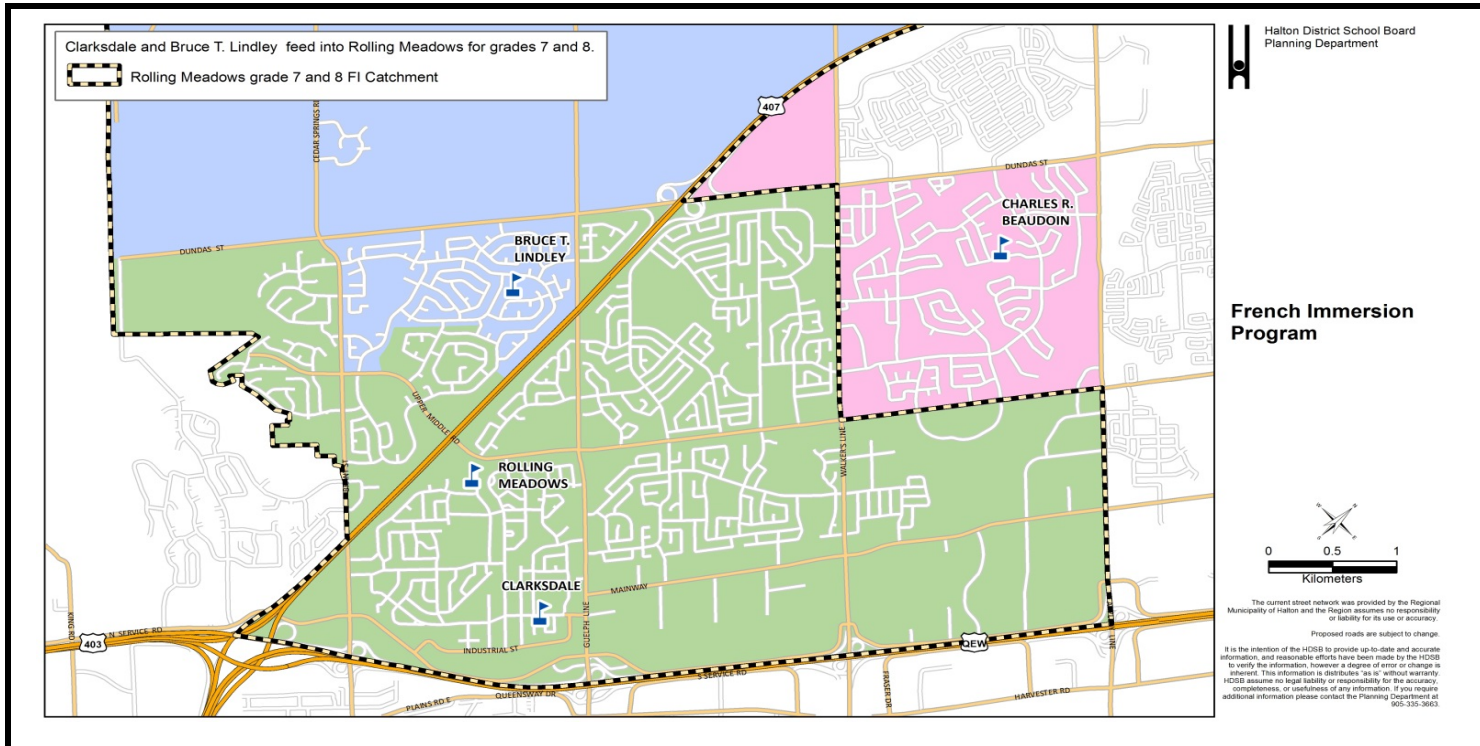 Clarksdale and Bruce T. Lindley feed into Rolling Meadows for grades 7 and 8.
Rolling Meadows grade 7 and 8 FI Catchment
Halton District School Board
Planning Department
407
CEDAR SPRINGS RD
DUNDAS ST
CHARLES R.
BEAUDOIN
DUNDAS ST
BRUCE T.
LINDLEY
French Immersion
Program
UPPER MIDDLE RD
WALKER'S LINE
ROLLING
MEADOWS
0 0.5 1
Kilometers
CLARKSDALE
MAINWAY
GUELPH LINE
KING RD
N SERVICE RD
403
INDUSTRIAL ST
QEW
S SERVICE RD
QUEENSWAY DR
PLAINS RD E
FRASER DR
HARVESTER RD
The current street network was provided by the Regional
Municipality of Halton and the Region assumes no responsibility
or liability for its use or accuracy.
Proposed roads are subject to change.
It is the intention of the HDSB to provide up-to-date and accurate
information, and reasonable efforts have been made by the HDSB
to verify the information, however a degree of error or change is
inherent. This information is distributes "as is" without warranty.
HDSB assume no legal liability or responsibility for the accuracy,
completeness, or usefulness of any information. If you require
additional information please contact the Planning Department at
905-335-3663.